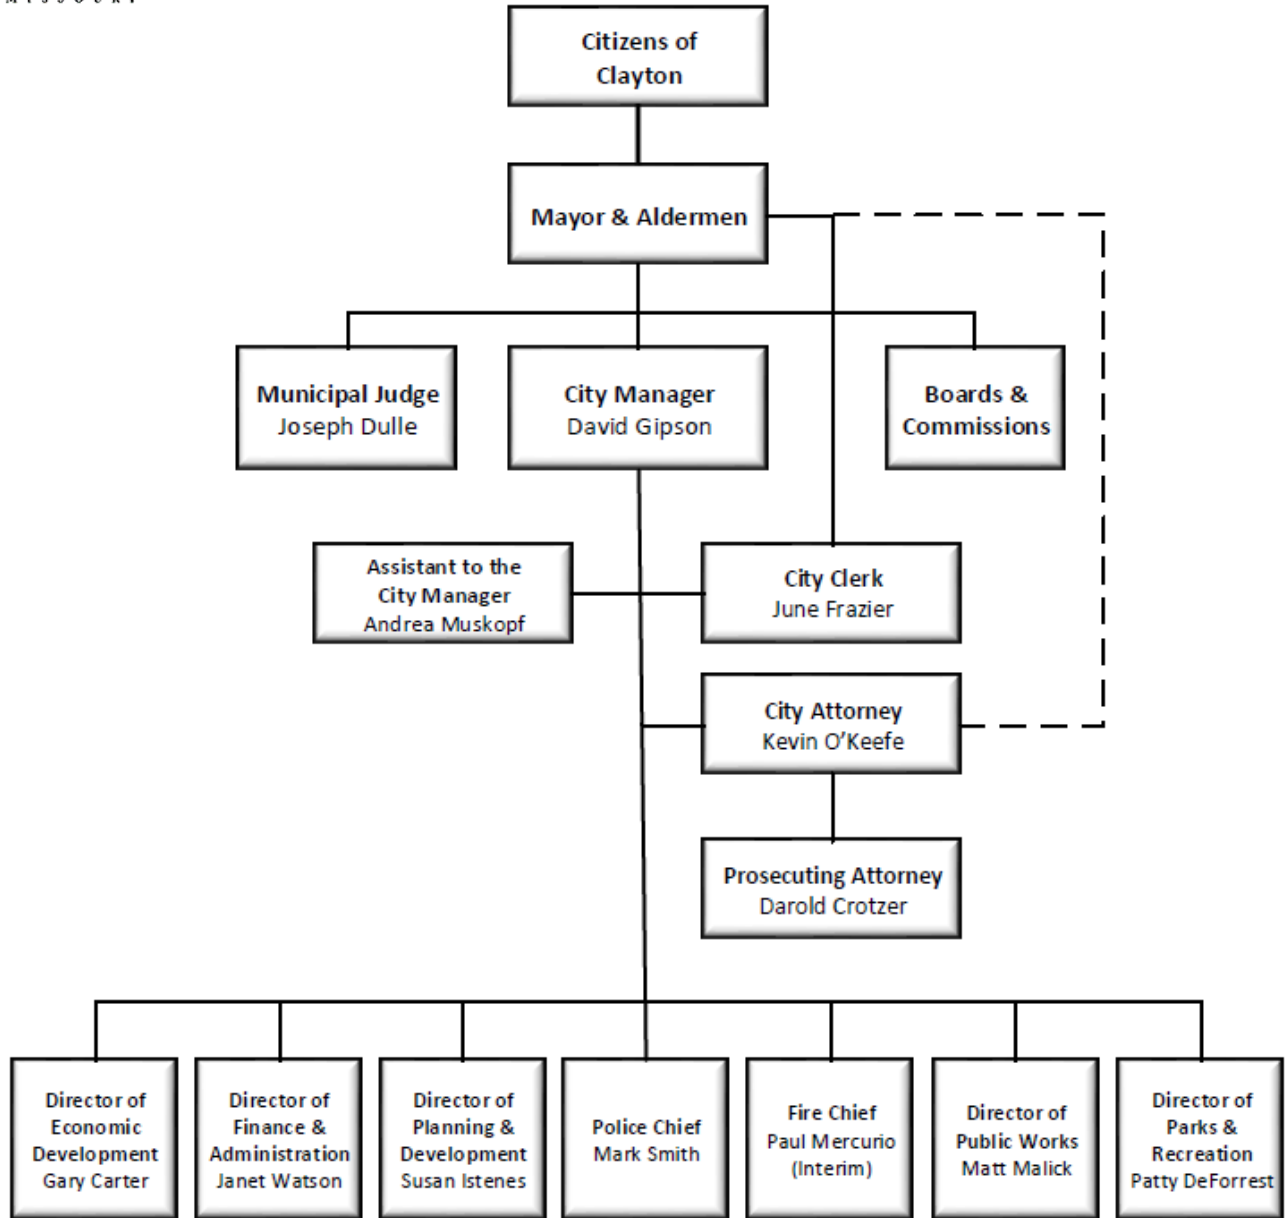 Citizens of
Clayton
Mayor & Aldermen
Municipal Judge
Joseph Dulle
City Manager
David Gipson
Boards &
Commissions
Assistant to the
City Manager
Andrea Muskopf
City Clerk
June Frazier
City Attorney
Kevin O'Keefe
Prosecuting Attorney
Darold Crotzer
Director of
Economic
Development
Gary Carter
Director of
Finance &
Administration
Janet Watson
Director of
Planning &
Development
Susan Istenes
Police Chief
Mark Smith
Fire Chief
Paul Mercurio
(Interim)
Director of
Public Works
Matt Malick
Director of
Parks &
Recreation
Patty DeForrest